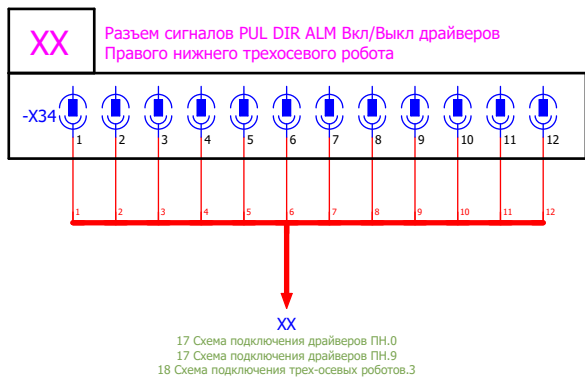 XX
Разъем сигналов PUL DIR ALM Вкл/Выкл драйверов
Правого нижнего трехосевого робота
-X34
1 2 3 4 5 6 7 8 9 10 11 12
1 2 3 4 5 6 7 8 9 10 11 12
XX
17 Схема подключения драйверов ПН.0
17 Схема подключения драйверов ПН.9
18 Схема подключения трех-осевых роботов.3